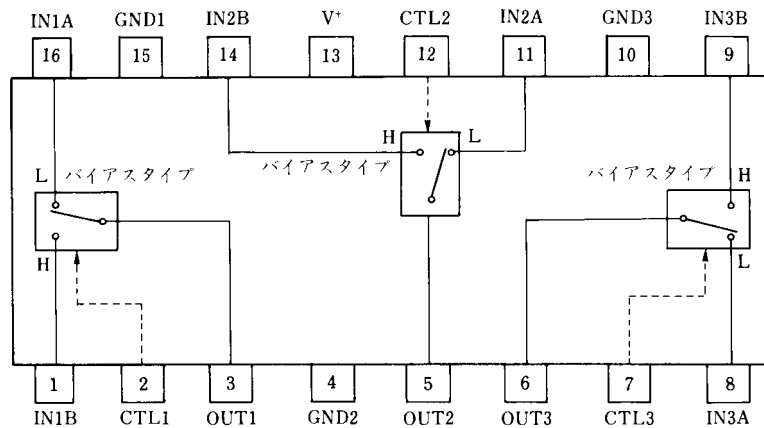 IN1A GND1 IN2B V⁺ CTL2 IN2A GND3 IN3B
16 15 14 13 12 11 10 9
H L
バイアスタイプ
L バイアスタイプ
バイアスタイプ H
H
L
1 2 3 4 5 6 7 8
IN1B CTL1 OUT1 GND2 OUT2 OUT3 CTL3 IN3A